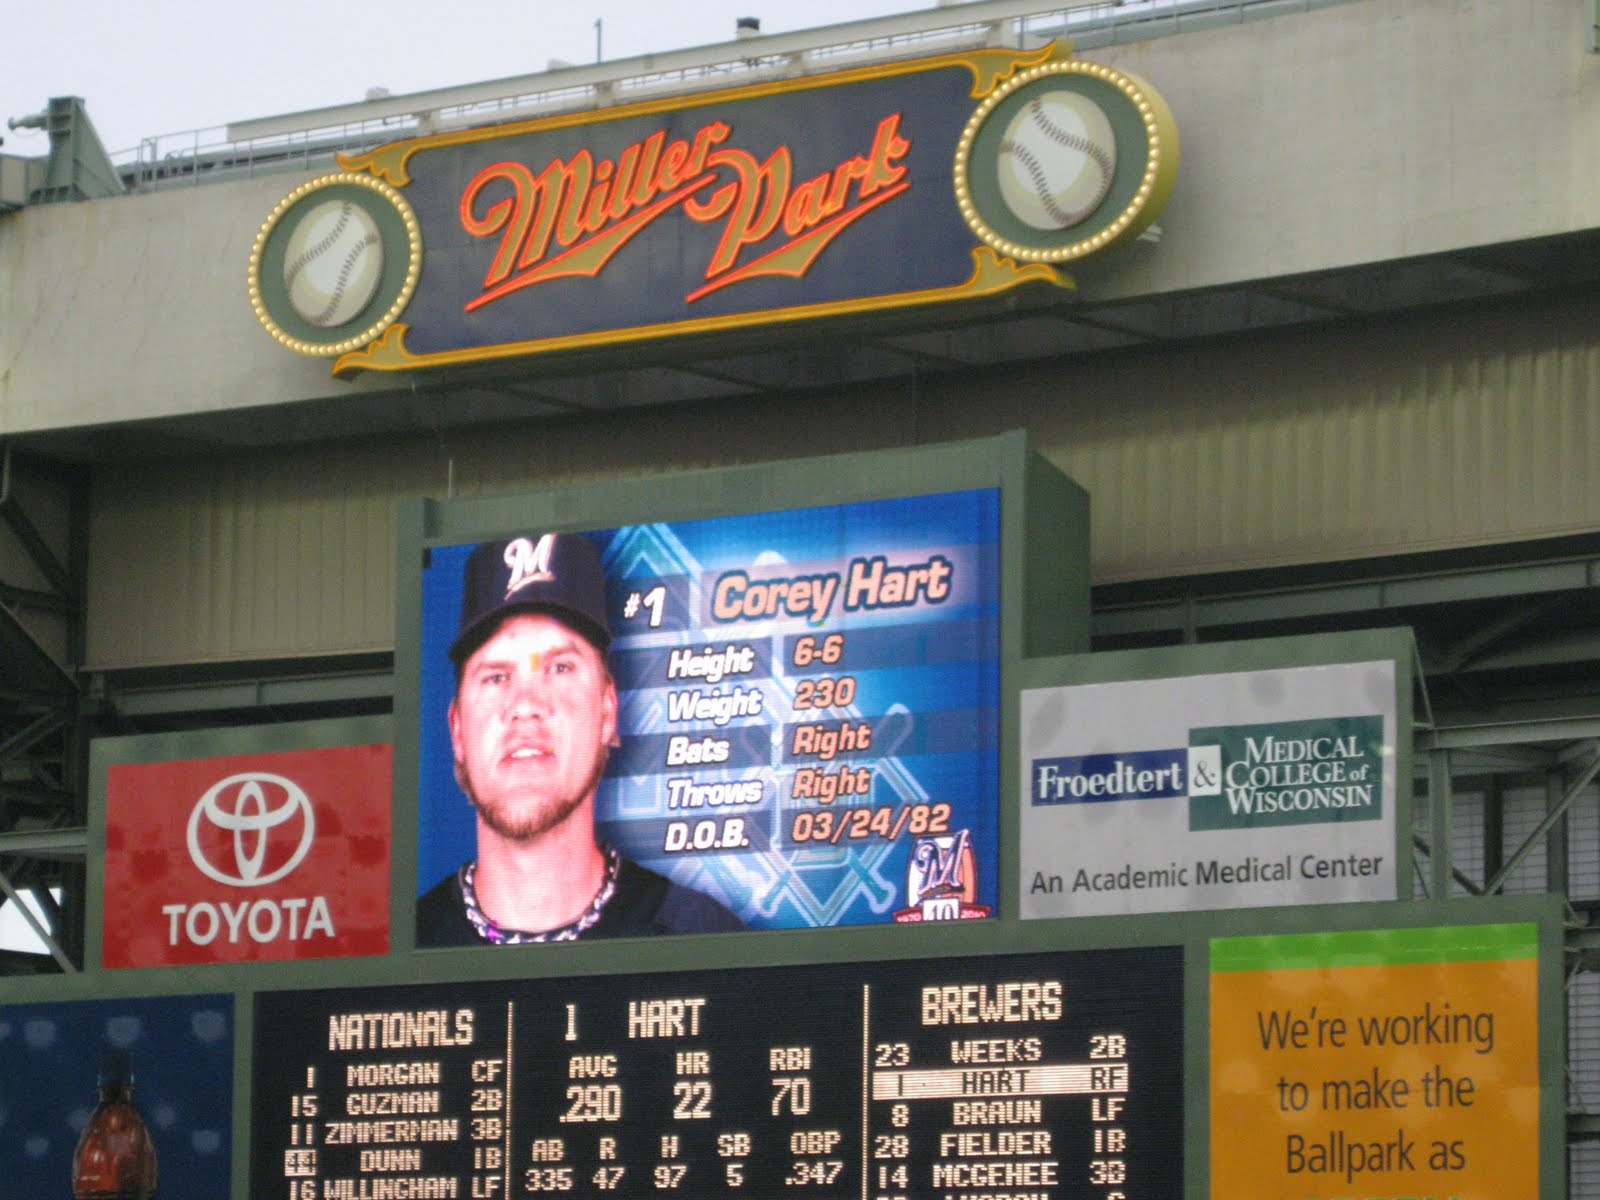 Miller Park
M
#1 Corey Hart
Height 6-6
Weight 230
Bats Right
Throws Right
D.O.B. 03/24/82
M
1970 40 2010
TOYOTA
Froedtert & MEDICAL
COLLEGE of
WISCONSIN
An Academic Medical Center
NATIONALS
1 MORGAN CF
15 GUZMAN 2B
11 ZIMMERMAN 3B
44 DUNN 1B
16 WILLINGHAM LF
1 HART
AVG HR RBI
.290 22 70
AB R H SB OBP
335 47 97 5 .347
BREWERS
23 WEEKS 2B
1 HART RF
8 BRAUN LF
28 FIELDER 1B
14 MCGEHEE 3B
We're working
to make the
Ballpark as